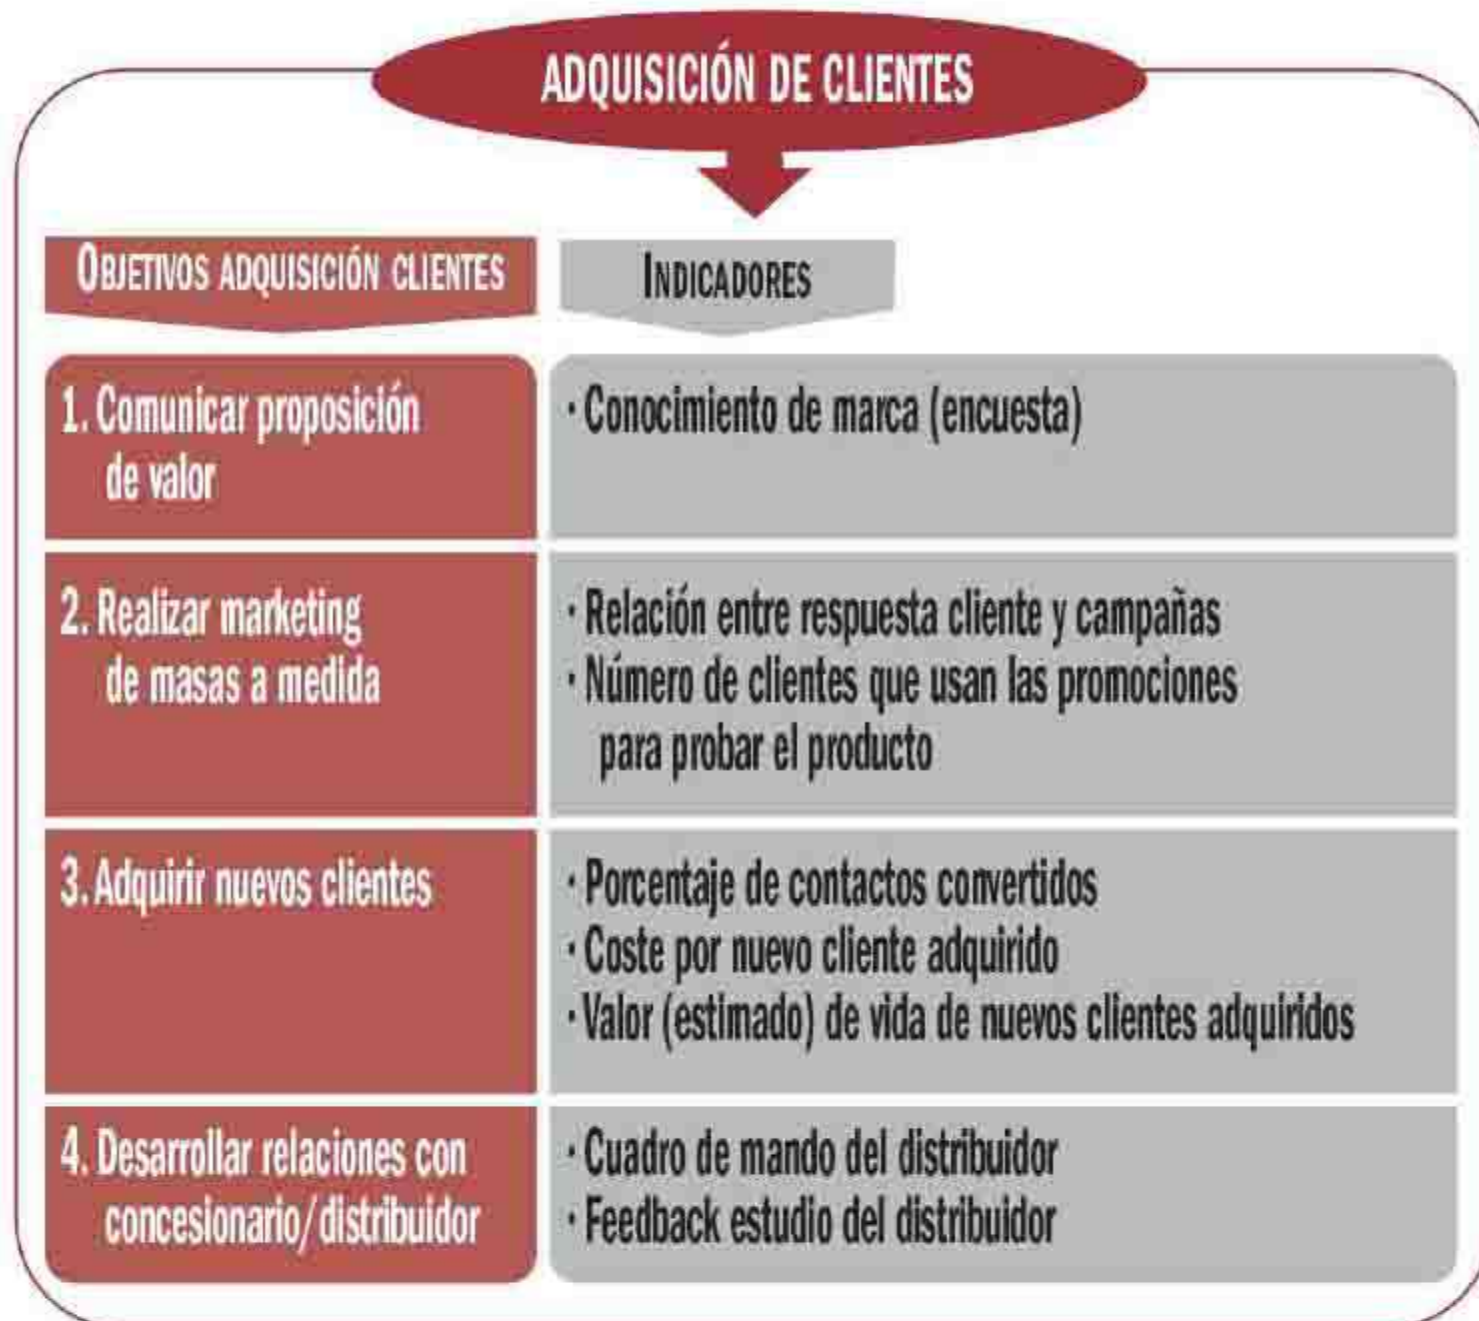 ADQUISICIÓN DE CLIENTES
OBJETIVOS ADQUISICIÓN CLIENTES
INDICADORES
1. Comunicar proposición
de valor
· Conocimiento de marca (encuesta)
2. Realizar marketing
de masas a medida
· Relación entre respuesta cliente y campañas
· Número de clientes que usan las promociones
para probar el producto
3. Adquirir nuevos clientes
· Porcentaje de contactos convertidos
· Coste por nuevo cliente adquirido
· Valor (estimado) de vida de nuevos clientes adquiridos
4. Desarrollar relaciones con
concesionario/distribuidor
· Cuadro de mando del distribuidor
· Feedback estudio del distribuidor